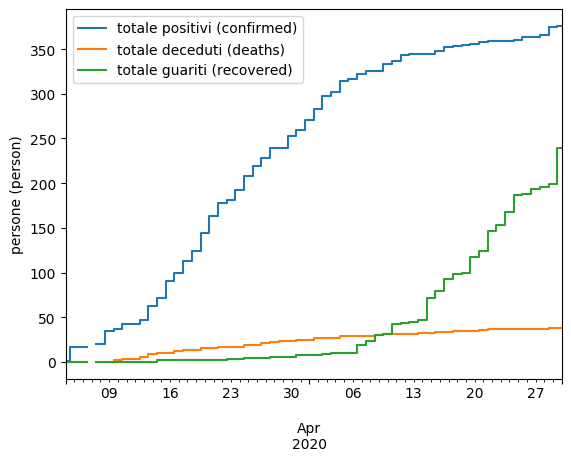 totale positivi (confirmed)
totale deceduti (deaths)
totale guariti (recovered)
350
300
250
200
150
100
50
0
persone (person)
09 16 23 30 06 13 20 27
Apr
2020